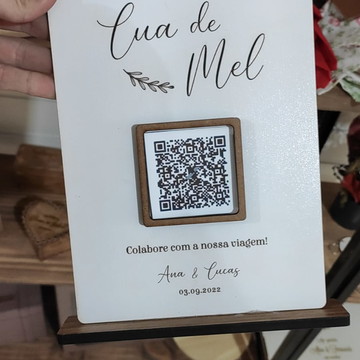 Lua de
Mel
Colabore com a nossa viagem!
Ana & Lucas
03.09.2022